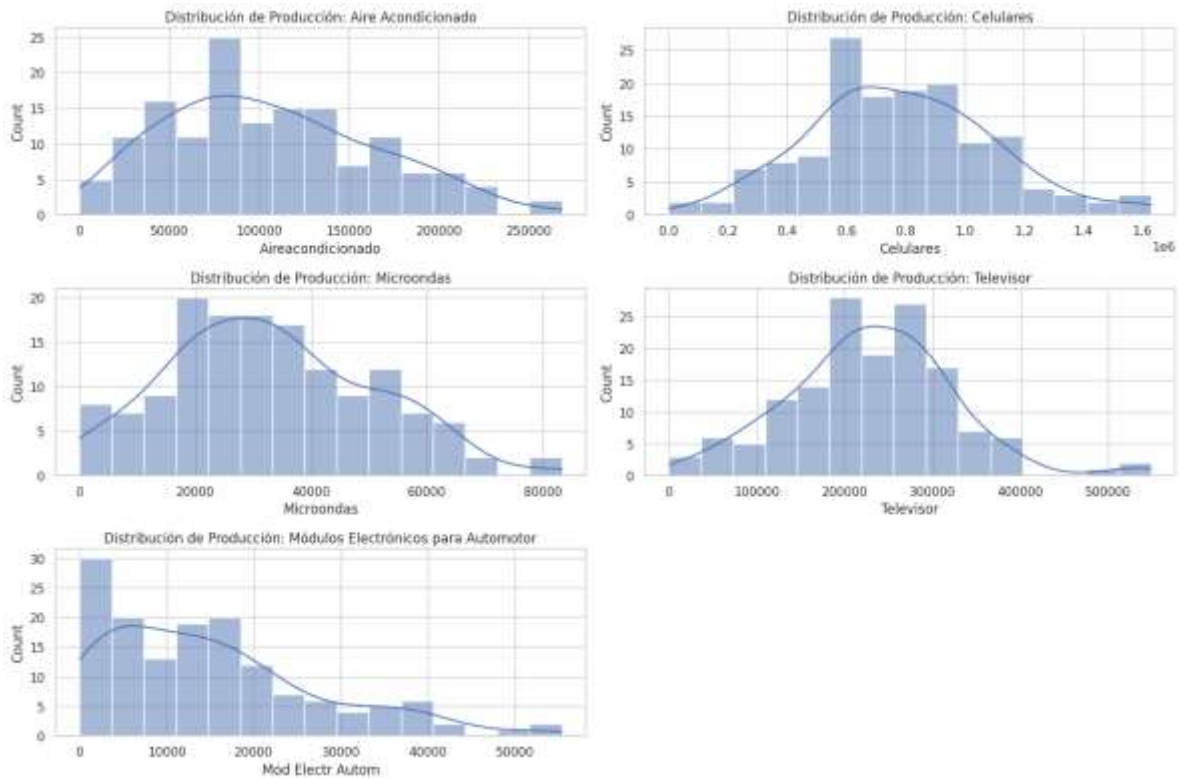 Distribución de Producción: Aire Acondicionado
Count
25
20
15
10
5
0
0 50000 100000 150000 200000 250000
Aireacondicionado
Distribución de Producción: Celulares
Count
25
20
15
10
5
0
0.0 0.2 0.4 0.6 0.8 1.0 1.2 1.4 1.6
1e6
Celulares
Distribución de Producción: Microondas
Count
20
15
10
5
0
0 20000 40000 60000 80000
Microondas
Distribución de Producción: Televisor
Count
25
20
15
10
5
0
0 100000 200000 300000 400000 500000
Televisor
Distribución de Producción: Módulos Electrónicos para Automotor
Count
30
25
20
15
10
5
0
0 10000 20000 30000 40000 50000
Mod Electr Autom